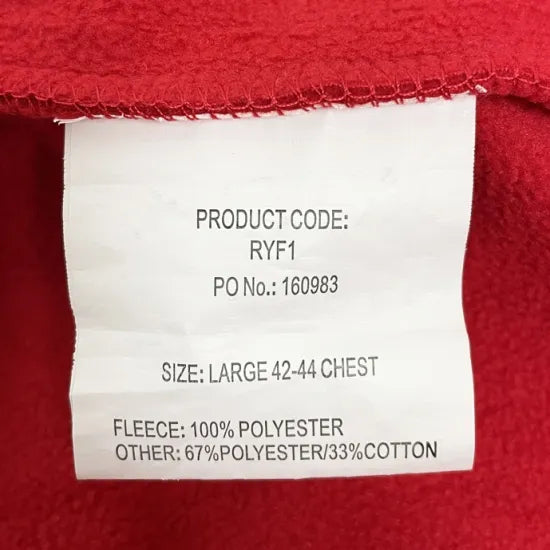 PRODUCT CODE:
RYF1
PO No.: 160983
SIZE: LARGE 42-44 CHEST
FLEECE: 100% POLYESTER
OTHER: 67%POLYESTER/33%COTTON